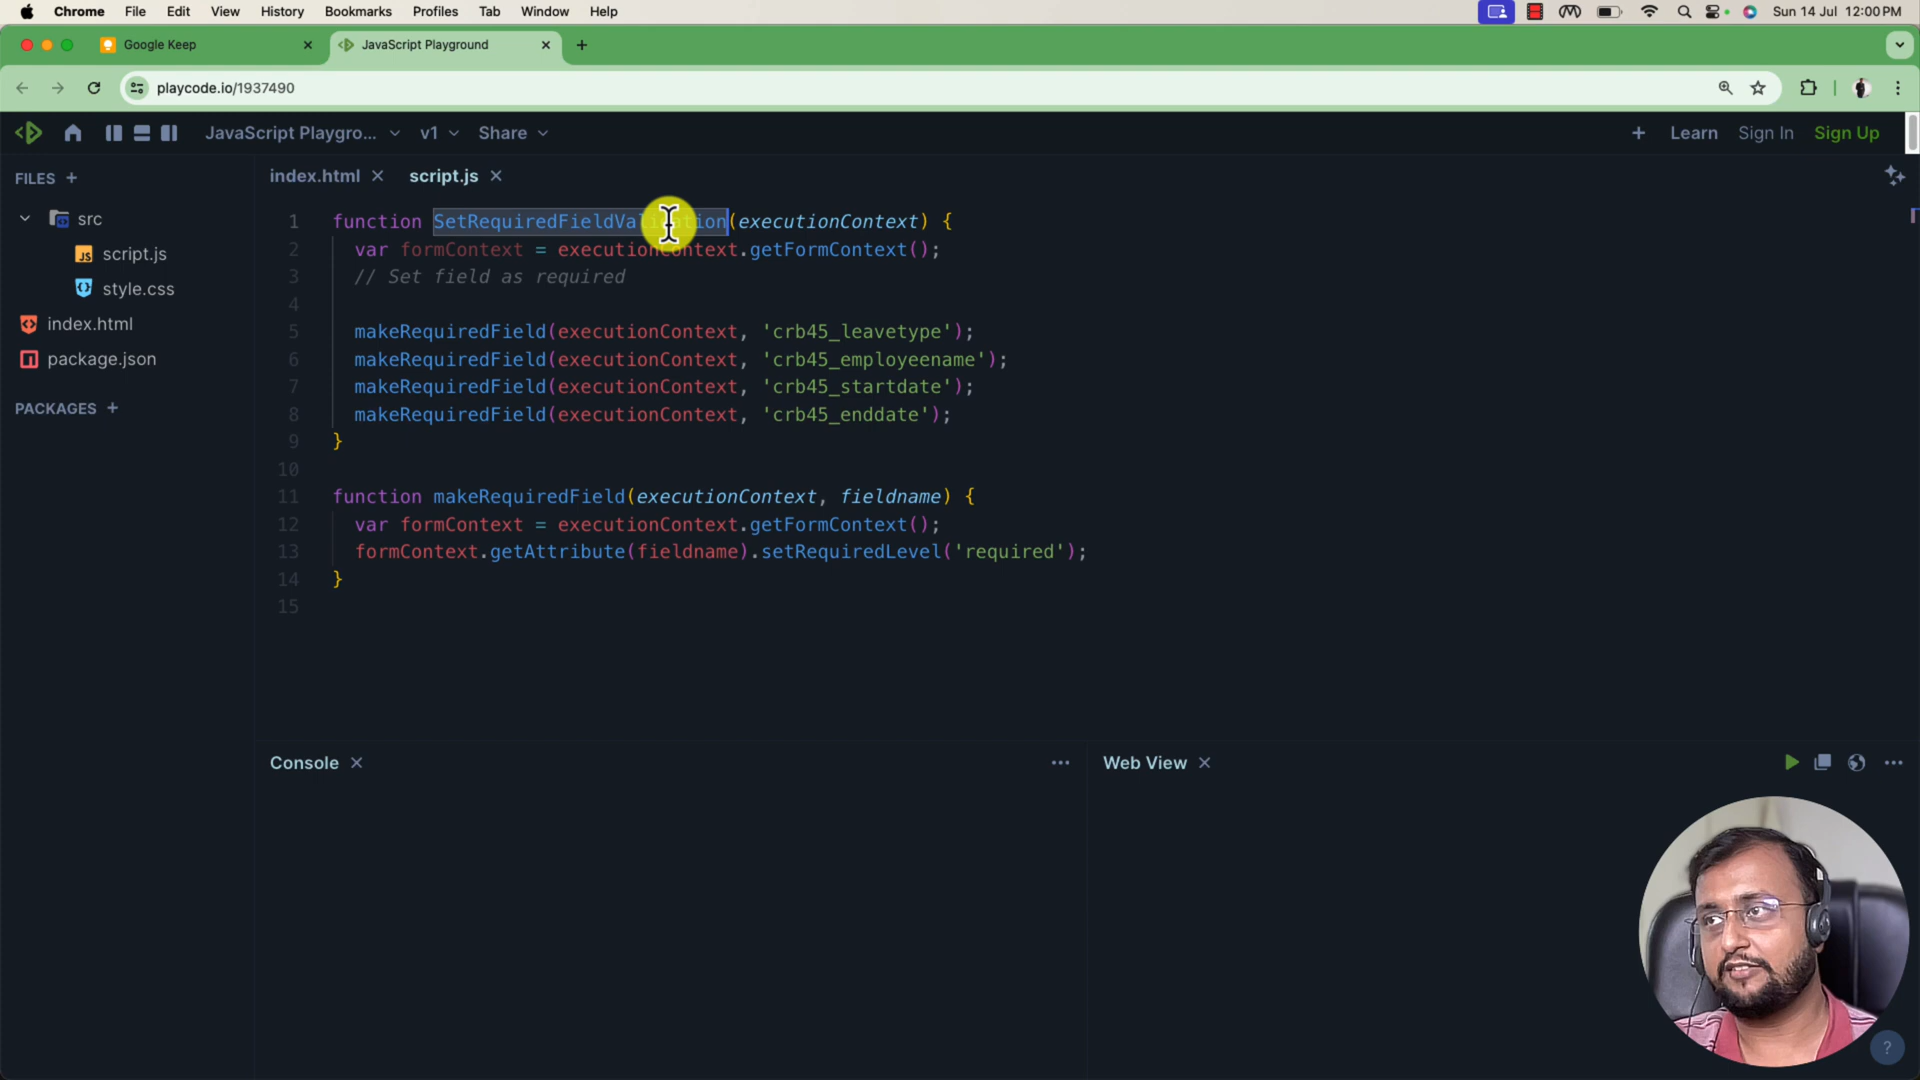 Chrome File Edit View History Bookmarks Profiles Tab Window Help Sun 14 Jul 12:00 PM
Google Keep JavaScript Playground
playcode.io/1937490
JavaScript Playgro... v1 Share + Learn Sign In Sign Up
FILES +
src
script.js
style.css
index.html
package.json
PACKAGES +
index.html script.js
1 function SetRequiredFieldValidation(executionContext) {
2 var formContext = executionContext.getFormContext();
3 // Set field as required
4
5 makeRequiredField(executionContext, 'crb45_leavetype');
6 makeRequiredField(executionContext, 'crb45_employeename');
7 makeRequiredField(executionContext, 'crb45_startdate');
8 makeRequiredField(executionContext, 'crb45_enddate');
9 }
10
11 function makeRequiredField(executionContext, fieldname) {
12 var formContext = executionContext.getFormContext();
13 formContext.getAttribute(fieldname).setRequiredLevel('required');
14 }
15
Console
Web View
?